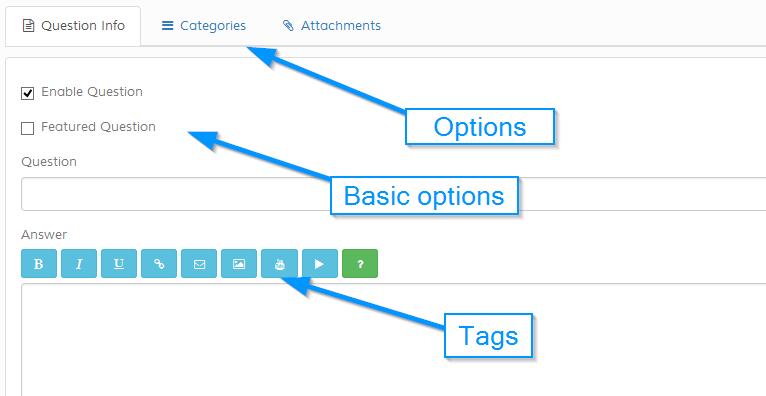 Question Info Categories Attachments
Enable Question
Options
Featured Question
Question
Basic options
Answer
B I U ?
Tags